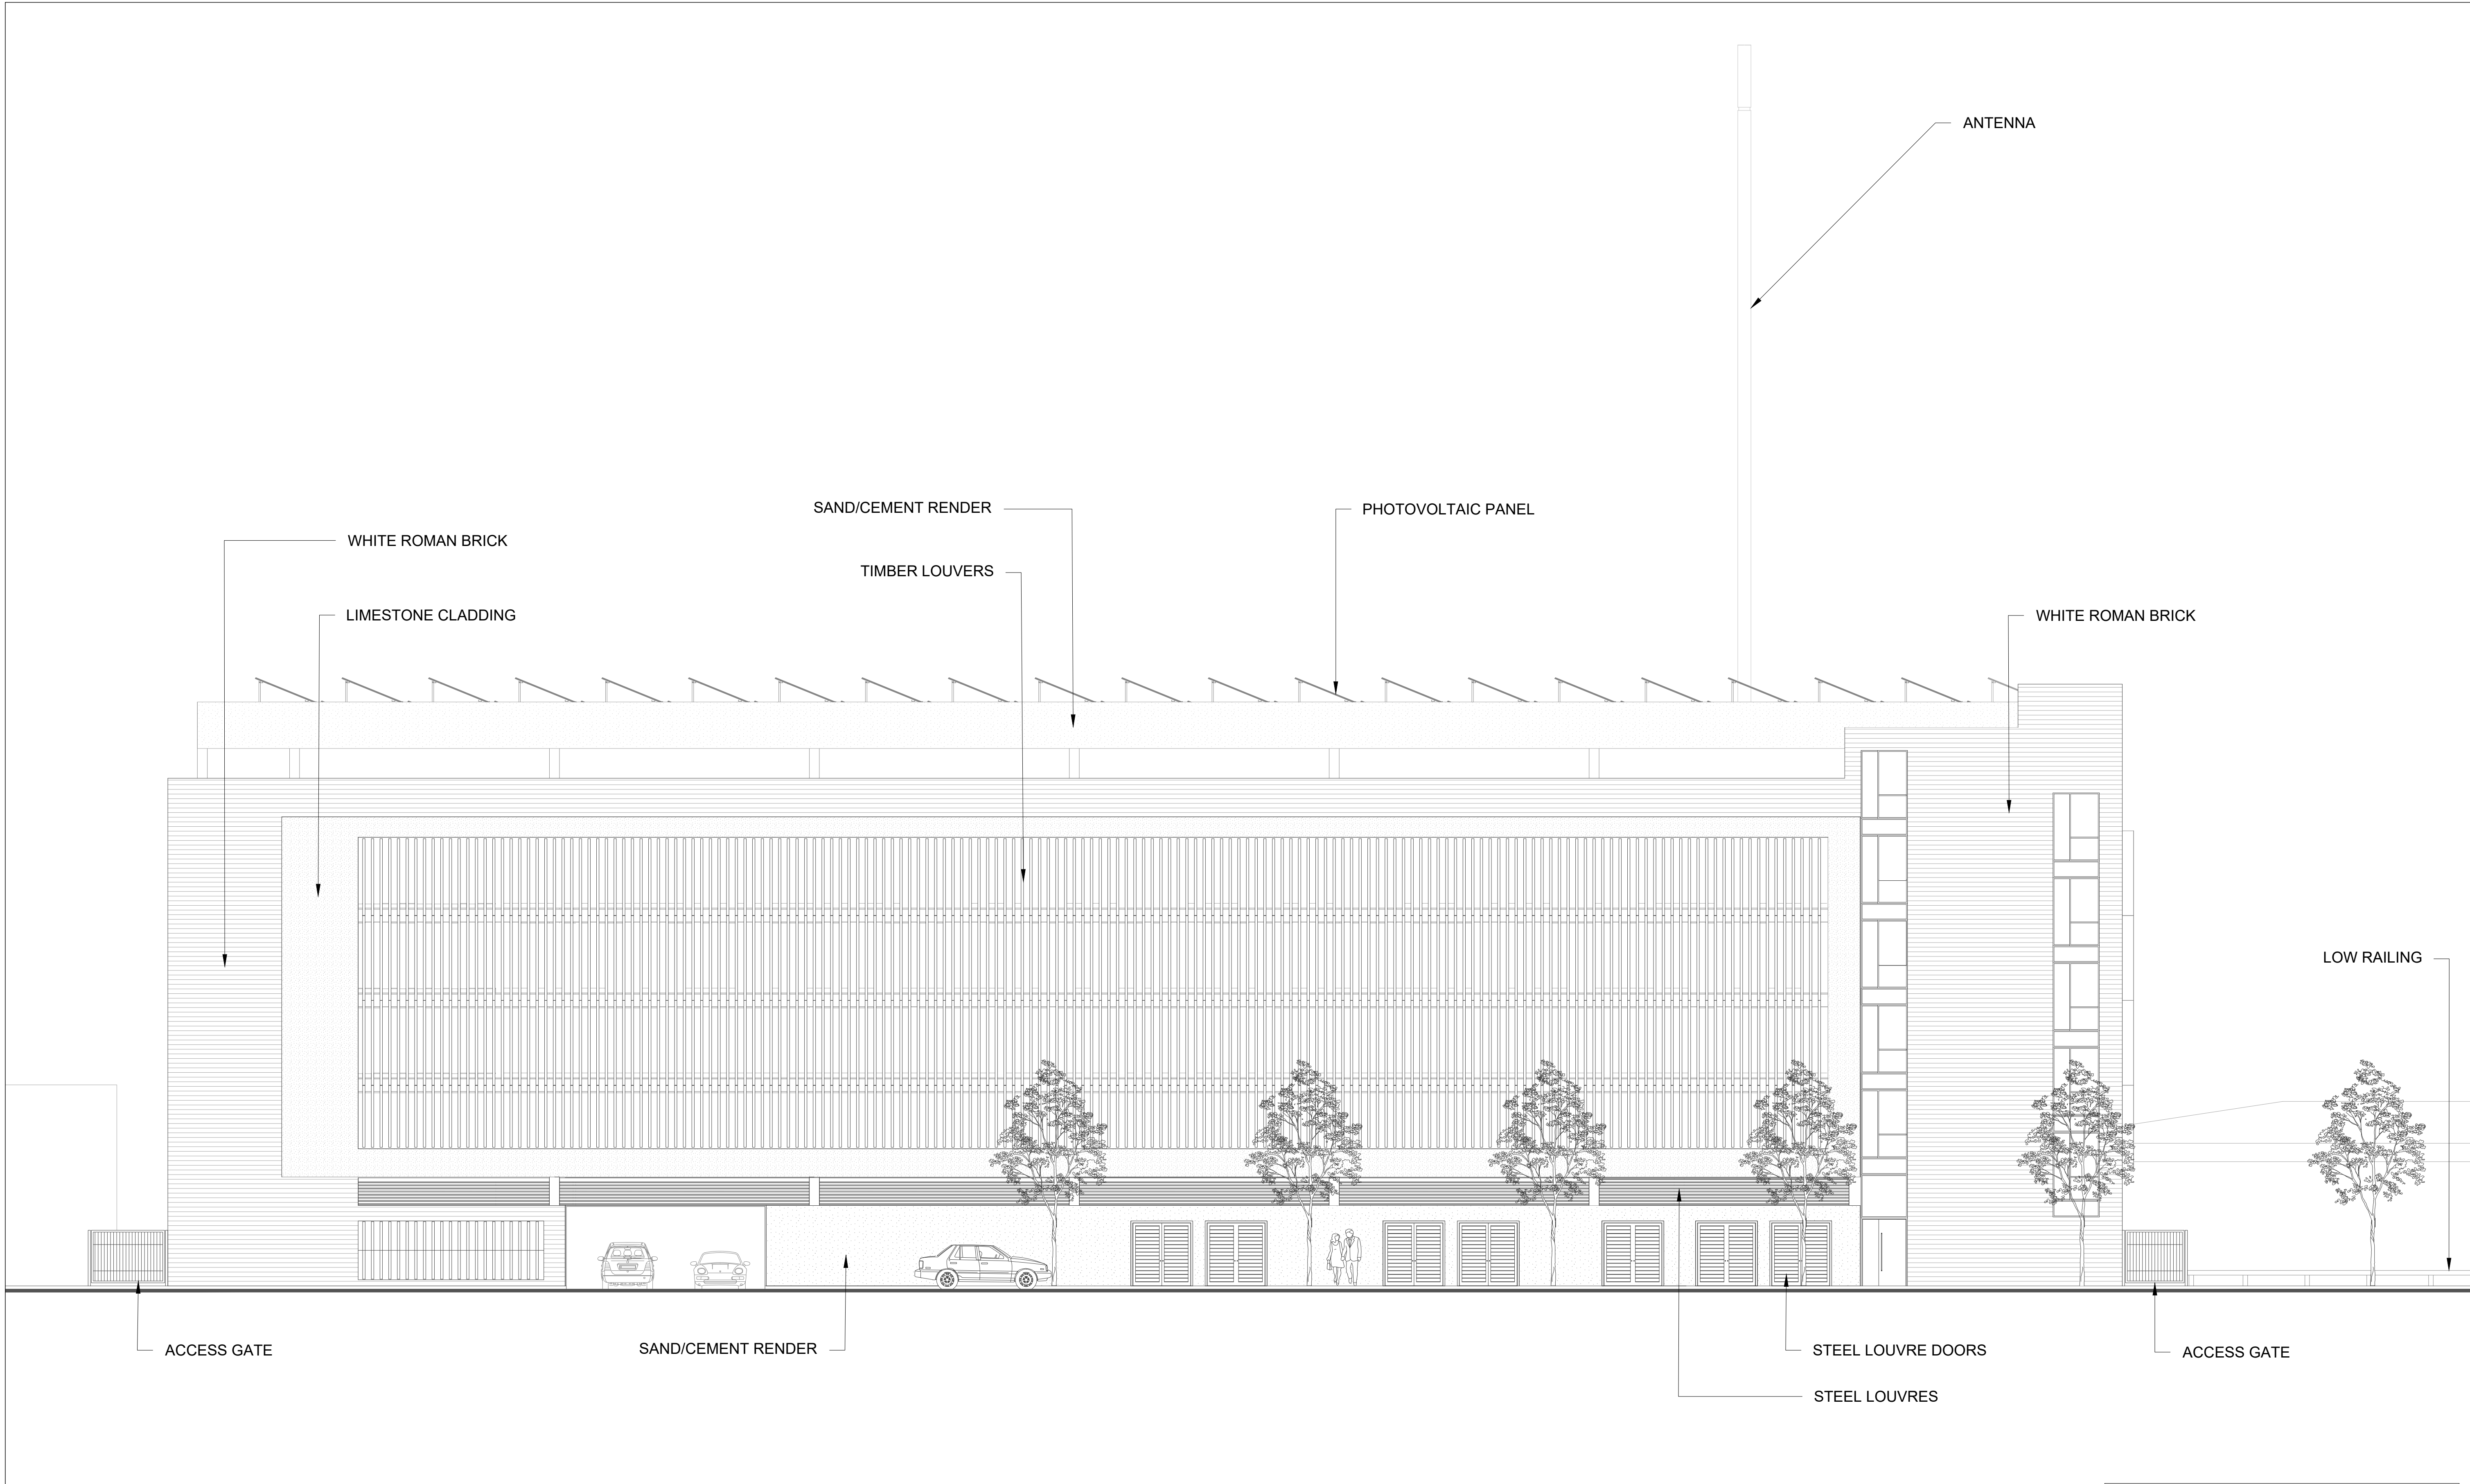 ANTENNA
SAND/CEMENT RENDER
PHOTOVOLTAIC PANEL
WHITE ROMAN BRICK
TIMBER LOUVERS
LIMESTONE CLADDING
WHITE ROMAN BRICK
LOW RAILING
ACCESS GATE
SAND/CEMENT RENDER
STEEL LOUVRE DOORS
ACCESS GATE
STEEL LOUVRES